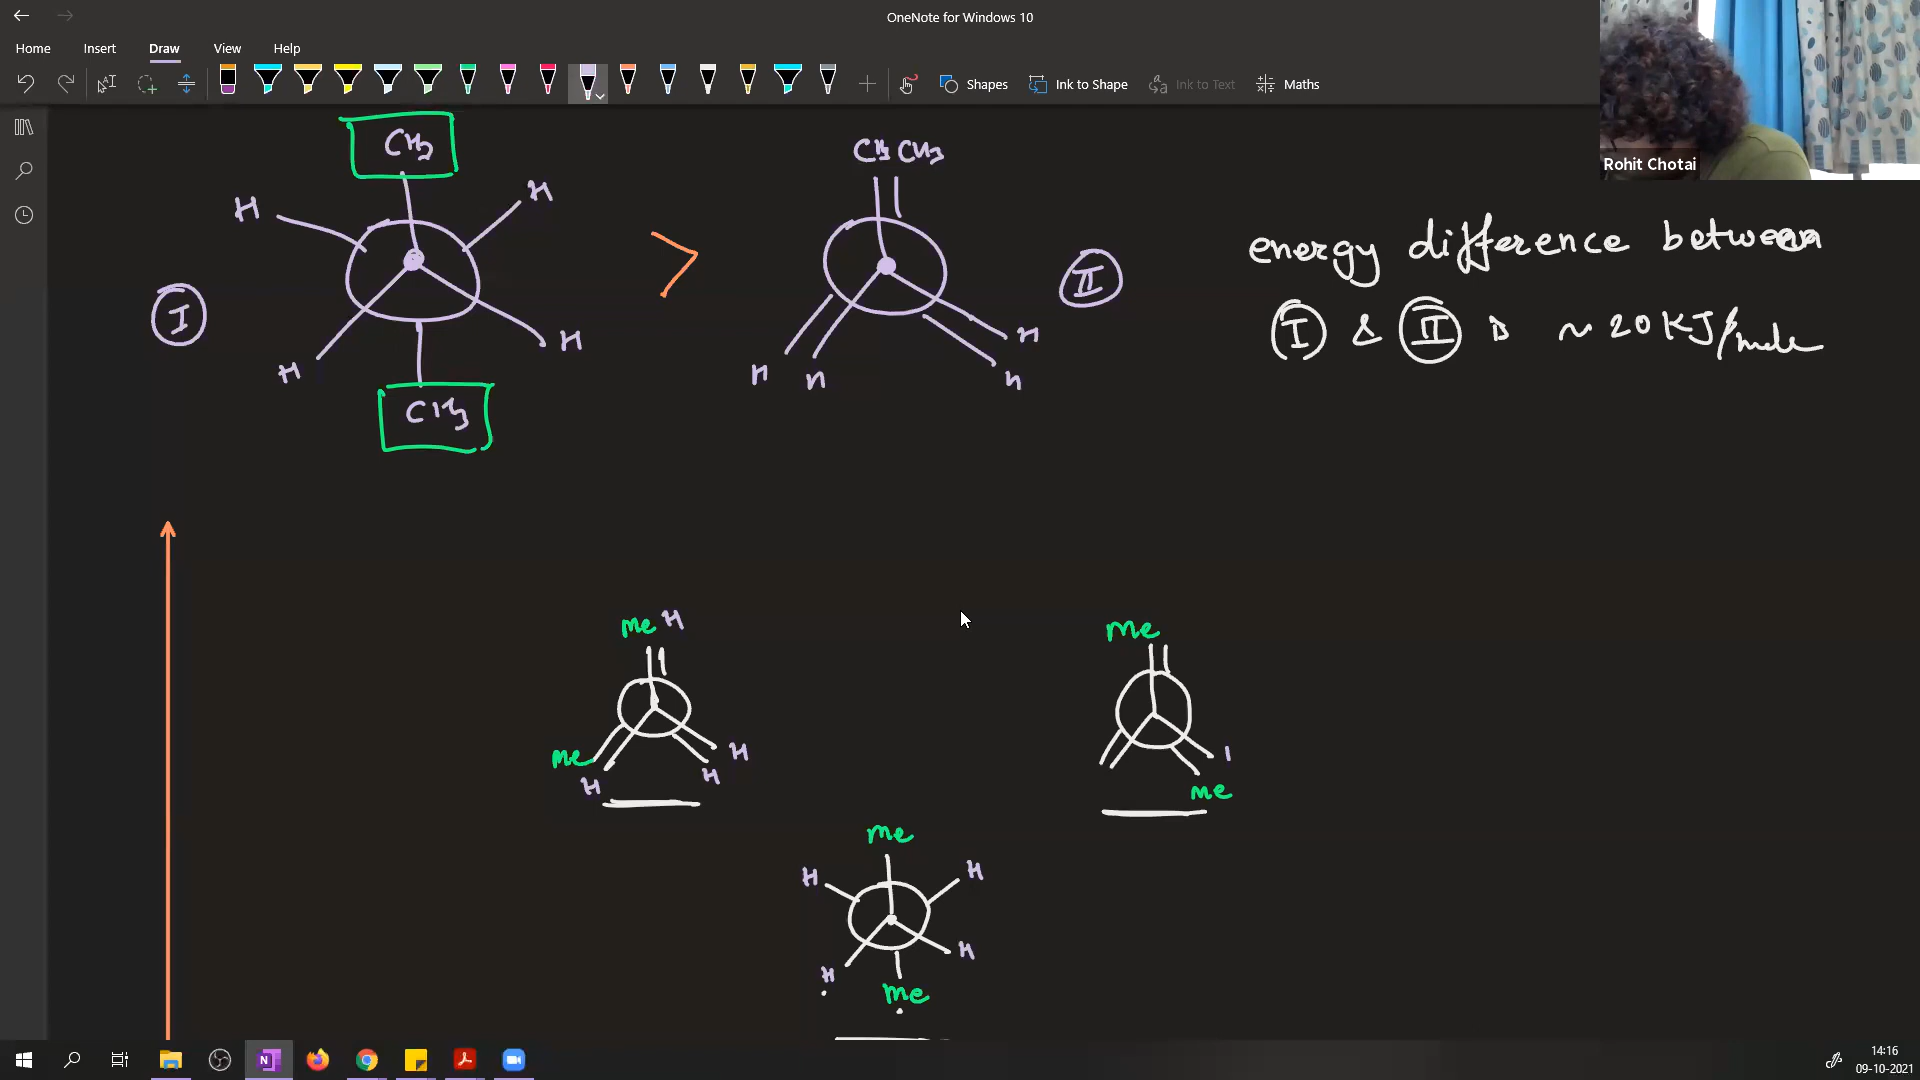 OneNote for Windows 10
Home Insert Draw View Help
Shapes Ink to Shape Ink to Text Maths
Rohit Chotai
CH3
H H
I
H H
CH3
>
CH3 CH3
II
H H
H H
energy difference between
I & II is ~ 20 KJ/mole
Me H
Me H
H H
Me
Me
Me
H H
H H
Me
14:16
09-10-2021